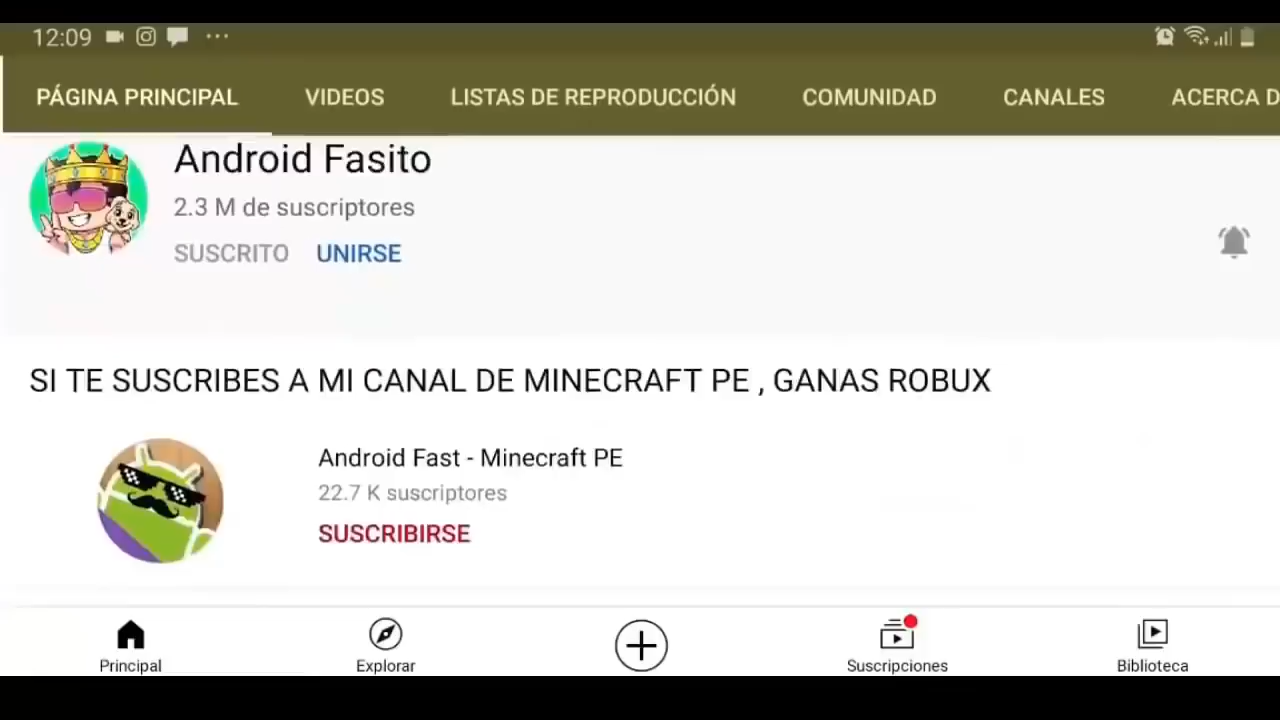 12:09
PÁGINA PRINCIPAL VIDEOS LISTAS DE REPRODUCCIÓN COMUNIDAD CANALES ACERCA D
Android Fasito
2.3 M de suscriptores
SUSCRITO UNIRSE
SI TE SUSCRIBES A MI CANAL DE MINECRAFT PE , GANAS ROBUX
Android Fast - Minecraft PE
22.7 K suscriptores
SUSCRIBIRSE
Principal Explorar Suscripciones Biblioteca